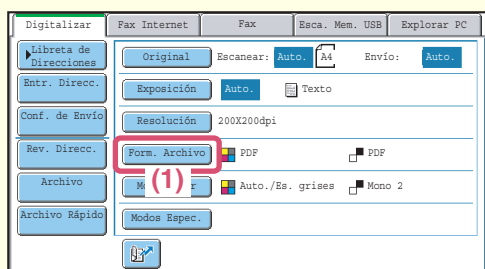 Digitalizar Fax Internet Fax Esca. Mem. USB Explorar PC
Libreta de
Direcciones
Original Escanear: Auto. A4 Envío: Auto.
Entr. Direcc.
Exposición Auto. Texto
Conf. de Envío
Resolución 200X200dpi
Rev. Direcc.
Form. Archivo PDF PDF
(1)
Archivo
Auto./Es. grises Mono 2
Archivo Rápido
Modos Espec.